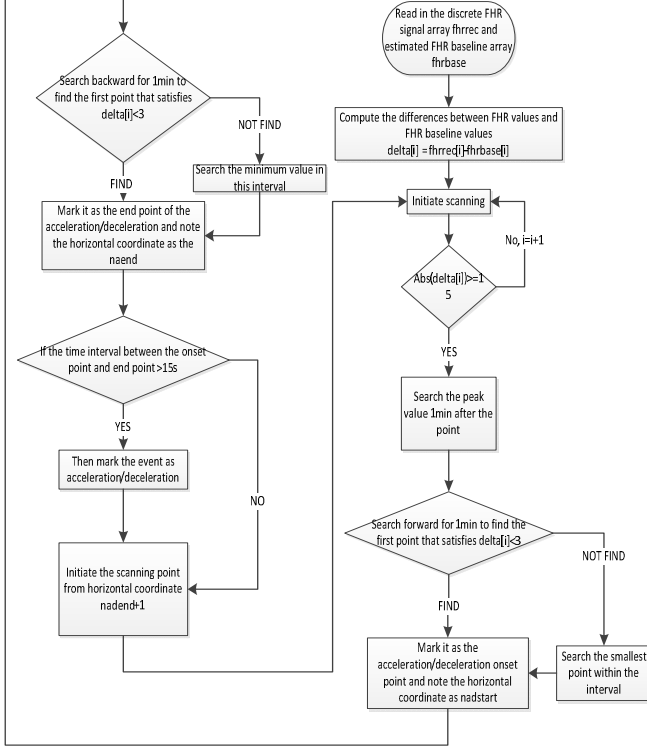 Read in the discrete FHR
signal array fhrrec and
estimated FHR baseline array
fhrbase
Compute the differences between FHR values and
FHR baseline values
delta[i] =fhrrec[i]-fhrbase[i]
Initiate scanning
No, i=i+1
Abs(delta[i])>=1
5
YES
Search the peak
value 1min after the
point
Search forward for 1min to find the
first point that satisfies delta[i]<3
NOT FIND
FIND
Search the smallest
point within the
interval
Mark it as the
acceleration/deceleration onset
point and note the horizontal
coordinate as nadstart
Search backward for 1min to
find the first point that satisfies
delta[i]<3
NOT FIND
Search the minimum value in
this interval
FIND
Mark it as the end point of the
acceleration/deceleration and note
the horizontal coordinate as the
naend
If the time interval between the onset
point and end point >15s
YES
Then mark the event as
acceleration/deceleration
NO
Initiate the scanning point
from horizontal coordinate
nadend+1